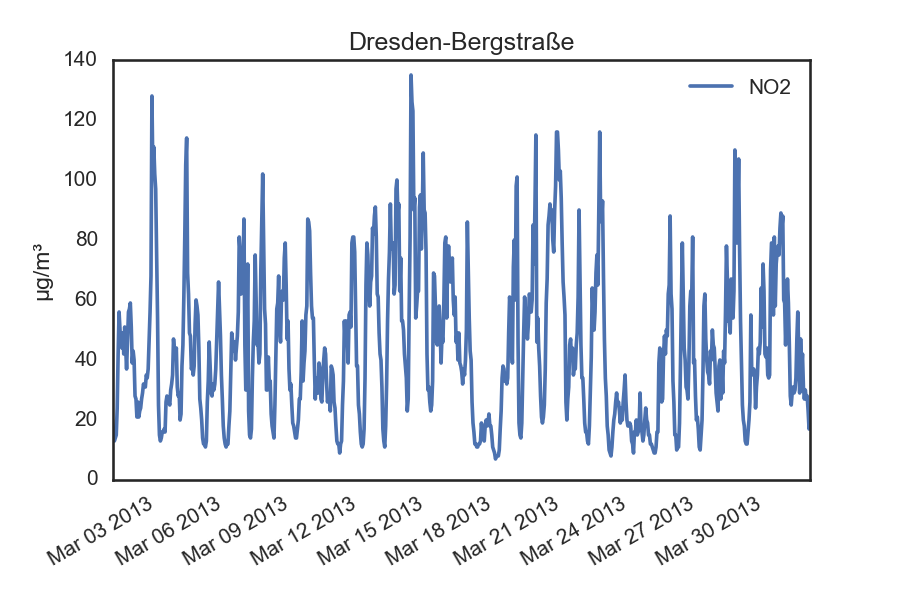 Dresden-Bergstraße
NO2
µg/m³
140
120
100
80
60
40
20
0
Mar 03 2013
Mar 06 2013
Mar 09 2013
Mar 12 2013
Mar 15 2013
Mar 18 2013
Mar 21 2013
Mar 24 2013
Mar 27 2013
Mar 30 2013